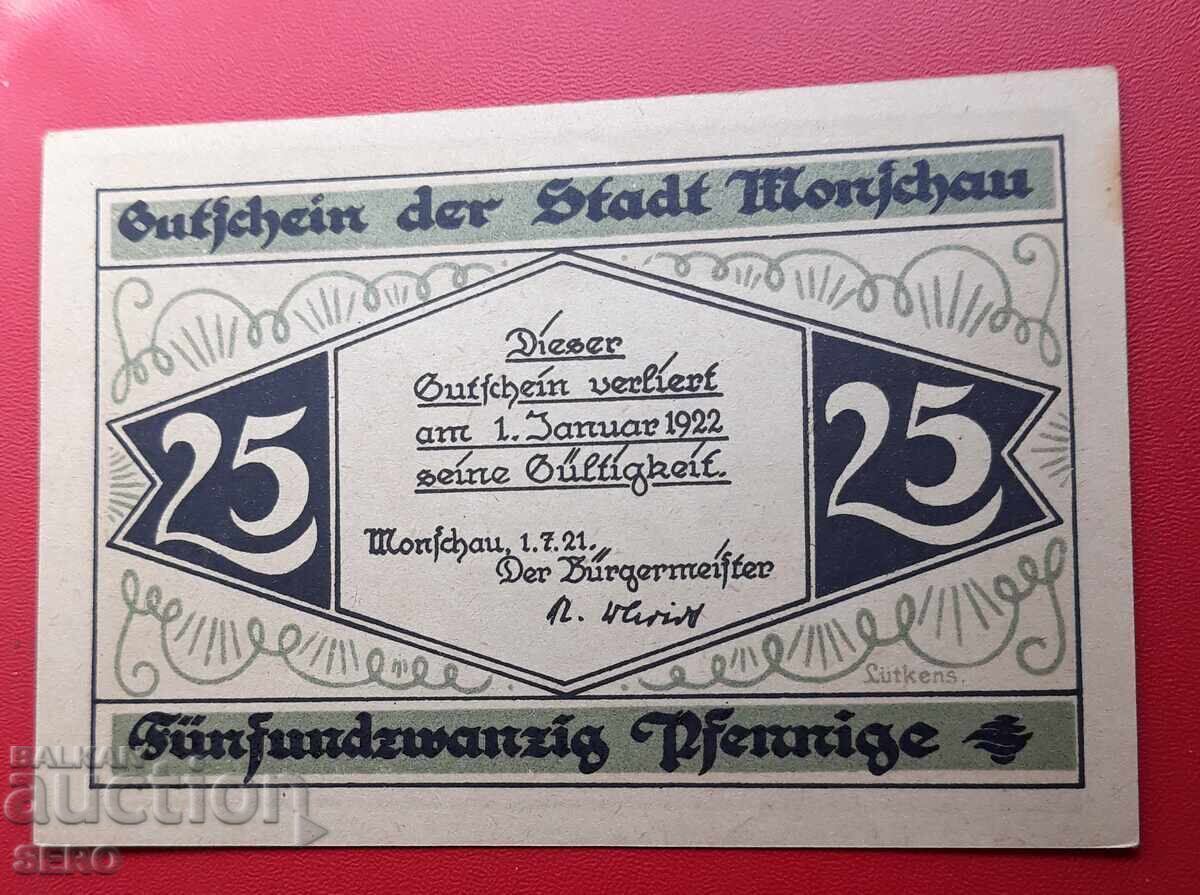 Gutschein der Stadt Monschau
Dieser
Gutschein verliert
am 1. Januar 1922
seine Gültigkeit.
25
25
Monschau, 1.7.21.
Der Bürgermeister
Lütkens.
Fünfundzwanzig Pfennige
BALKAN
auction
SERO